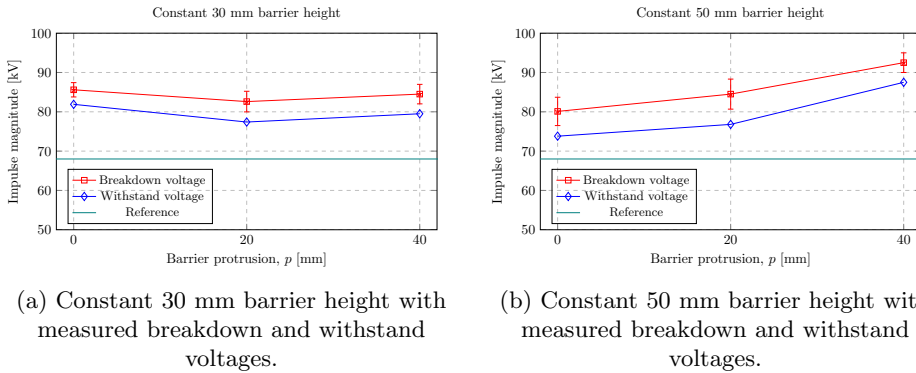 Constant 30 mm barrier height
Impulse magnitude [kV]
100
90
80
70
60
50
Breakdown voltage
Withstand voltage
Reference
0
20
40
Barrier protrusion, p [mm]
(a) Constant 30 mm barrier height with
measured breakdown and withstand
voltages.
Constant 50 mm barrier height
Impulse magnitude [kV]
100
90
80
70
60
50
Breakdown voltage
Withstand voltage
Reference
0
20
40
Barrier protrusion, p [mm]
(b) Constant 50 mm barrier height wit
measured breakdown and withstand
voltages.